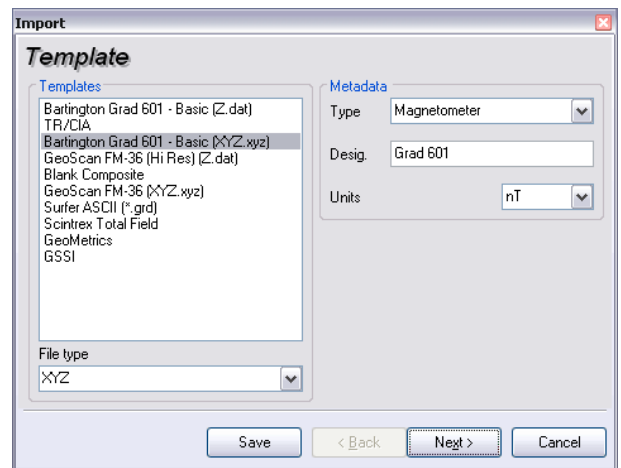 Import
Template
Templates
Bartington Grad 601 - Basic (Z.dat)
TR/CIA
Bartington Grad 601 - Basic (XYZ.xyz)
GeoScan FM-36 (Hi Res) (Z.dat)
Blank Composite
GeoScan FM-36 (XYZ.xyz)
Surfer ASCII (*.grd)
Scintrex Total Field
GeoMetrics
GSSI
File type
XYZ
Metadata
Type Magnetometer
Desig. Grad 601
Units nT
Save < Back Next > Cancel